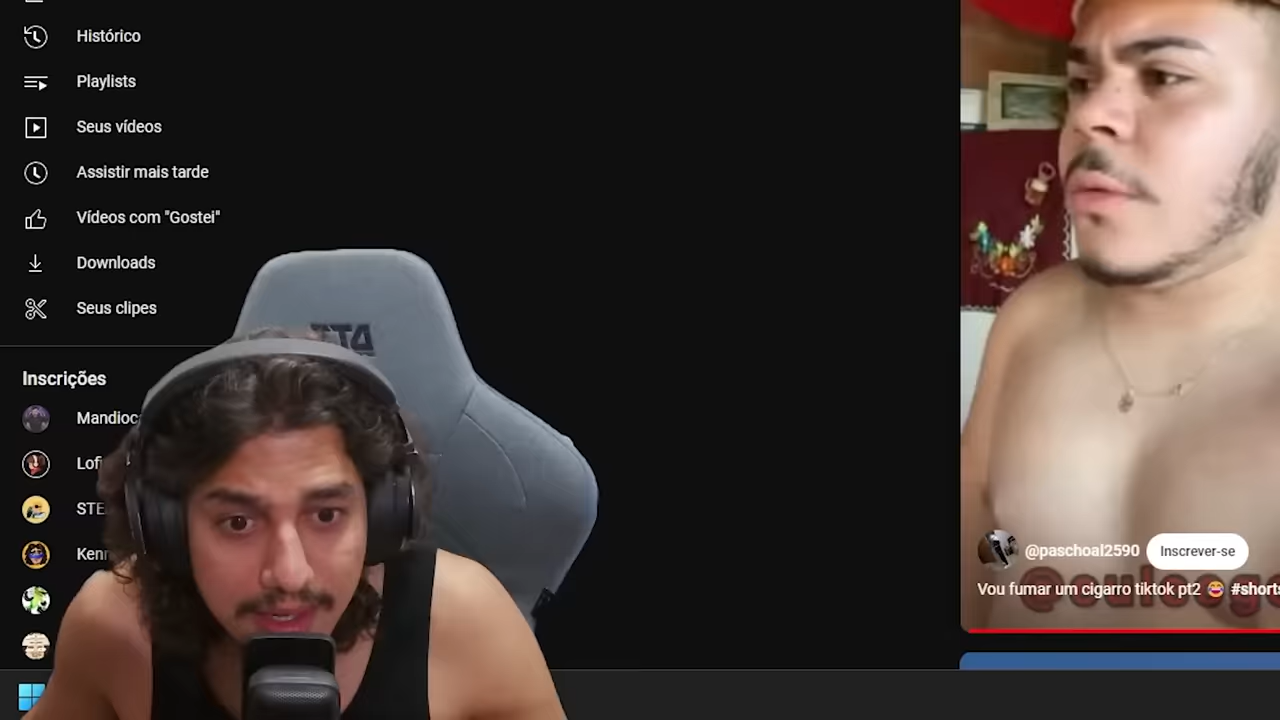 Histórico
Playlists
Seus vídeos
Assistir mais tarde
Vídeos com "Gostei"
Downloads
Seus clipes
Inscrições
@paschoal2590 Inscrever-se
Vou fumar um cigarro tiktok pt2 😂 #shorts